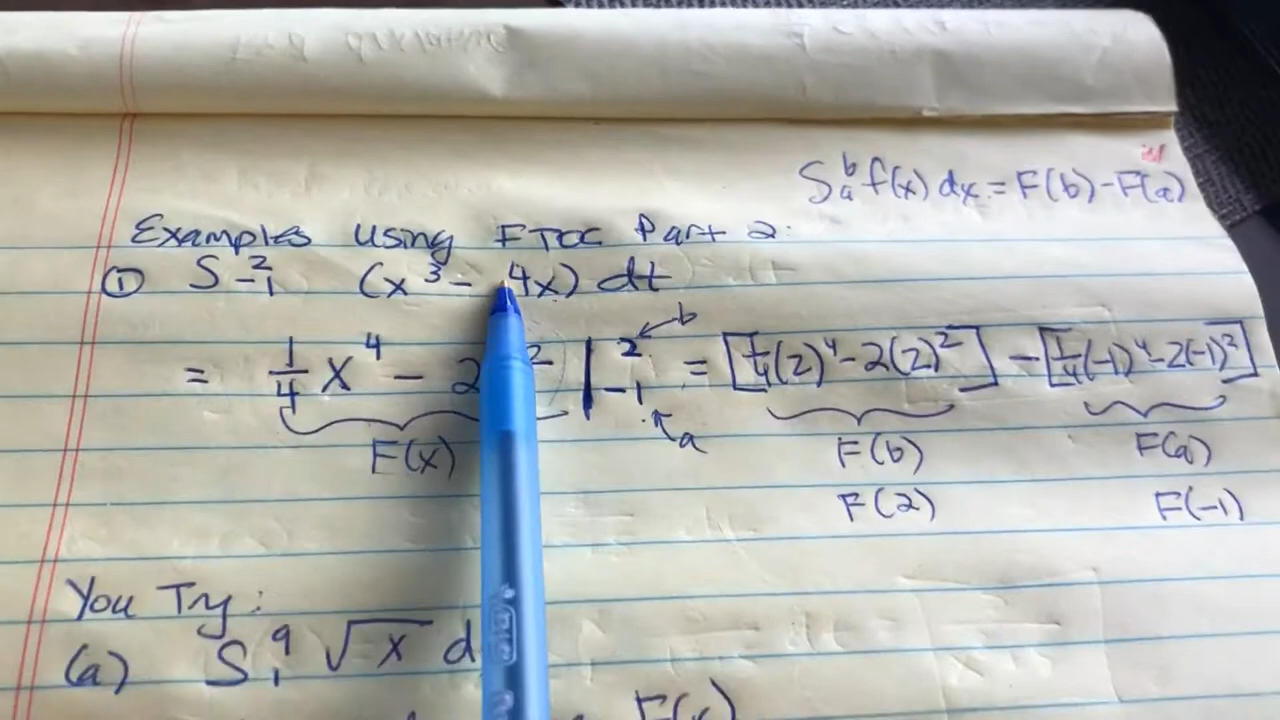 S_a^b f(x) dx = F(b) - F(a)
Examples Using FTOC Part 2:
① S_-1^2 (x^3 - 4x) dt
= 1/4 x^4 - 2 ^2 |_-1^2 ← b = [1/4(2)^4 - 2(2)^2] - [1/4(-1)^4 - 2(-1)^2]
↖ a
F(x) F(b) F(a)
F(2) F(-1)
You Try:
(a) S_1^9 √x d